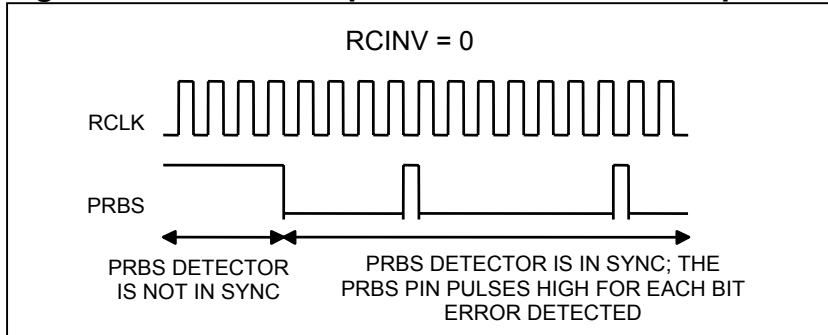 RCINV = 0
RCLK
PRBS
PRBS DETECTOR
IS NOT IN SYNC
PRBS DETECTOR IS IN SYNC; THE
PRBS PIN PULSES HIGH FOR EACH BIT
ERROR DETECTED